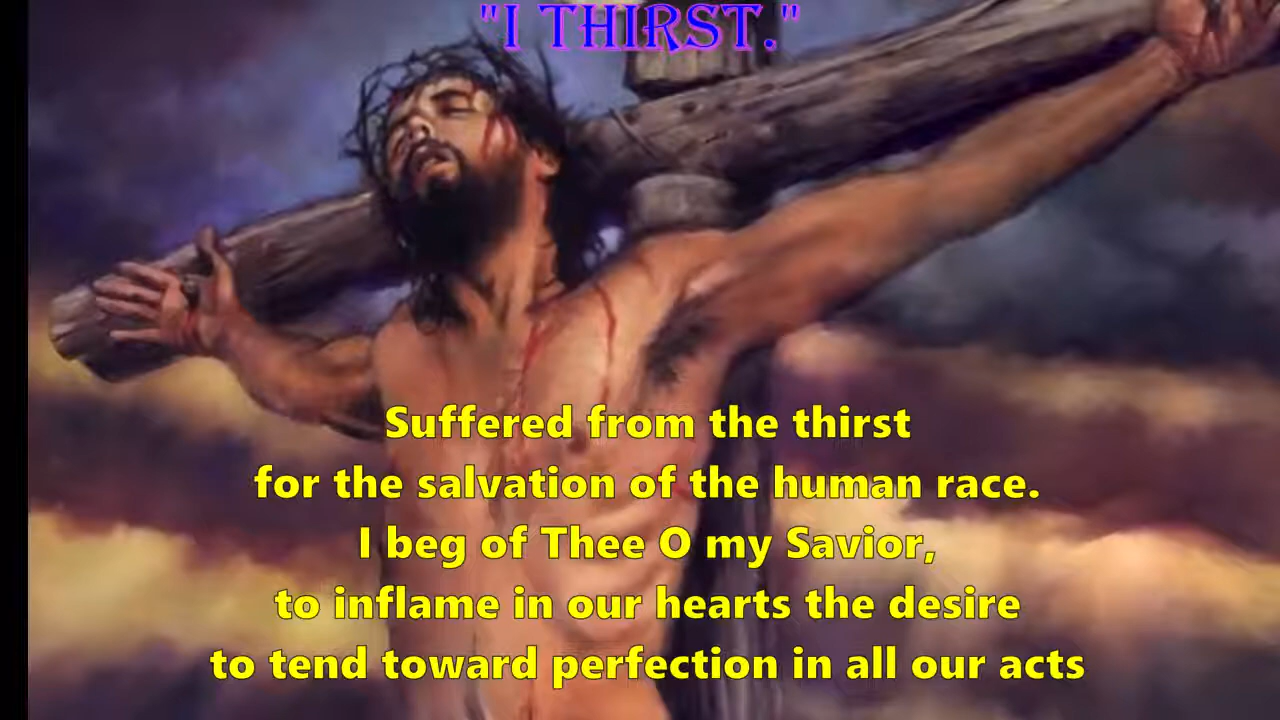 "I THIRST."
Suffered from the thirst
for the salvation of the human race.
I beg of Thee O my Savior,
to inflame in our hearts the desire
to tend toward perfection in all our acts